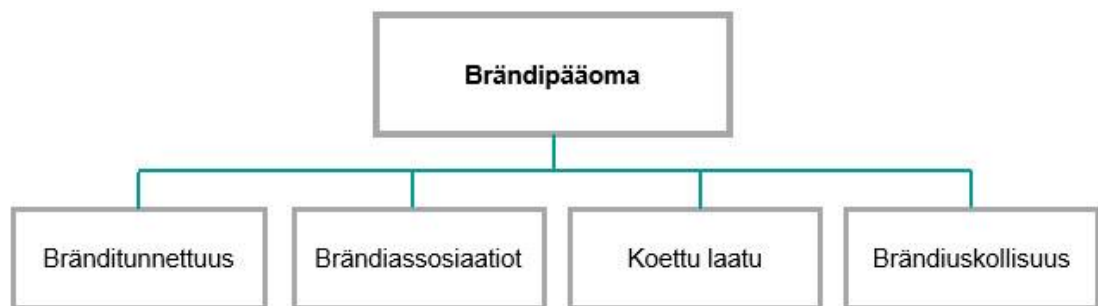 Brändipääoma
Bränditunnettuus
Brändiassosiaatiot
Koettu laatu
Brändiuskollisuus